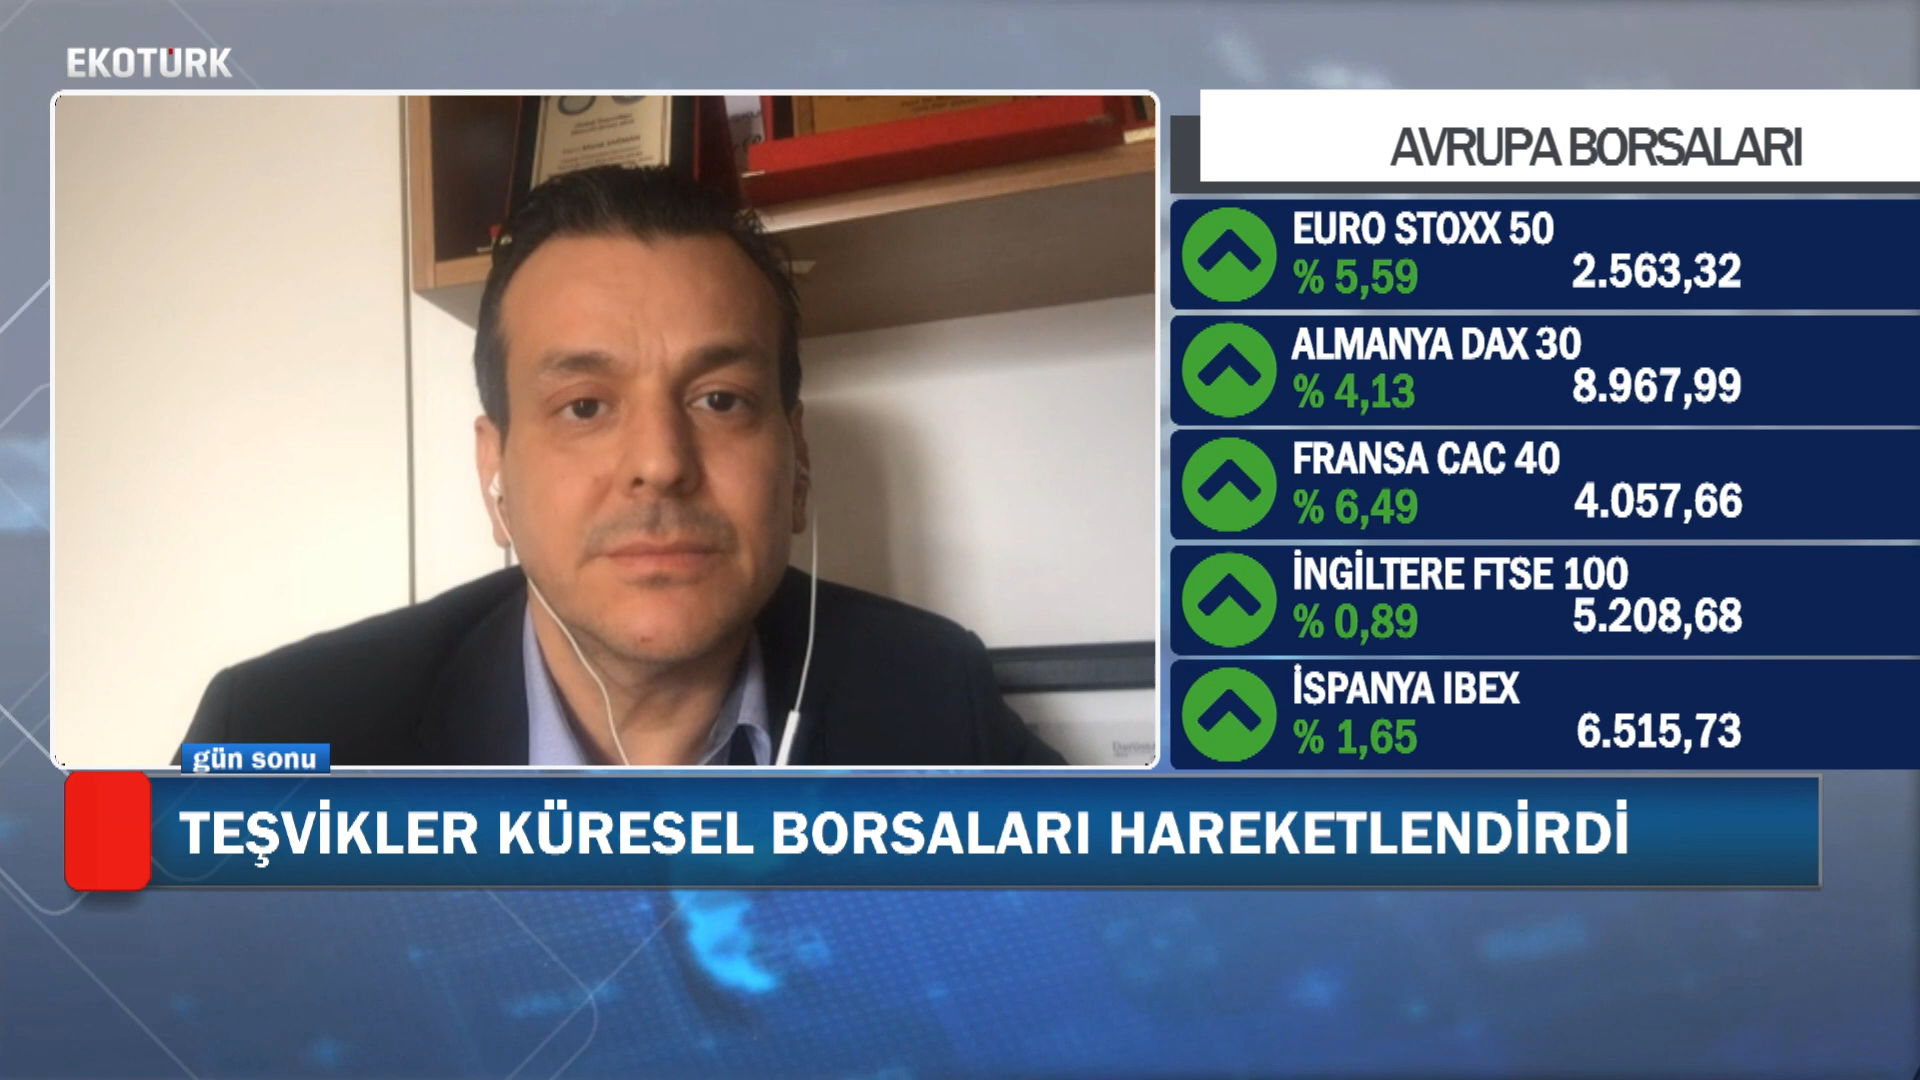 EKOTÜRK
AVRUPA BORSALARI
EURO STOXX 50
% 5,59
2.563,32
ALMANYA DAX 30
% 4,13
8.967,99
FRANSA CAC 40
% 6,49
4.057,66
İNGİLTERE FTSE 100
% 0,89
5.208,68
İSPANYA IBEX
% 1,65
6.515,73
gün sonu
TEŞVİKLER KÜRESEL BORSALARI HAREKETLENDİRDİ